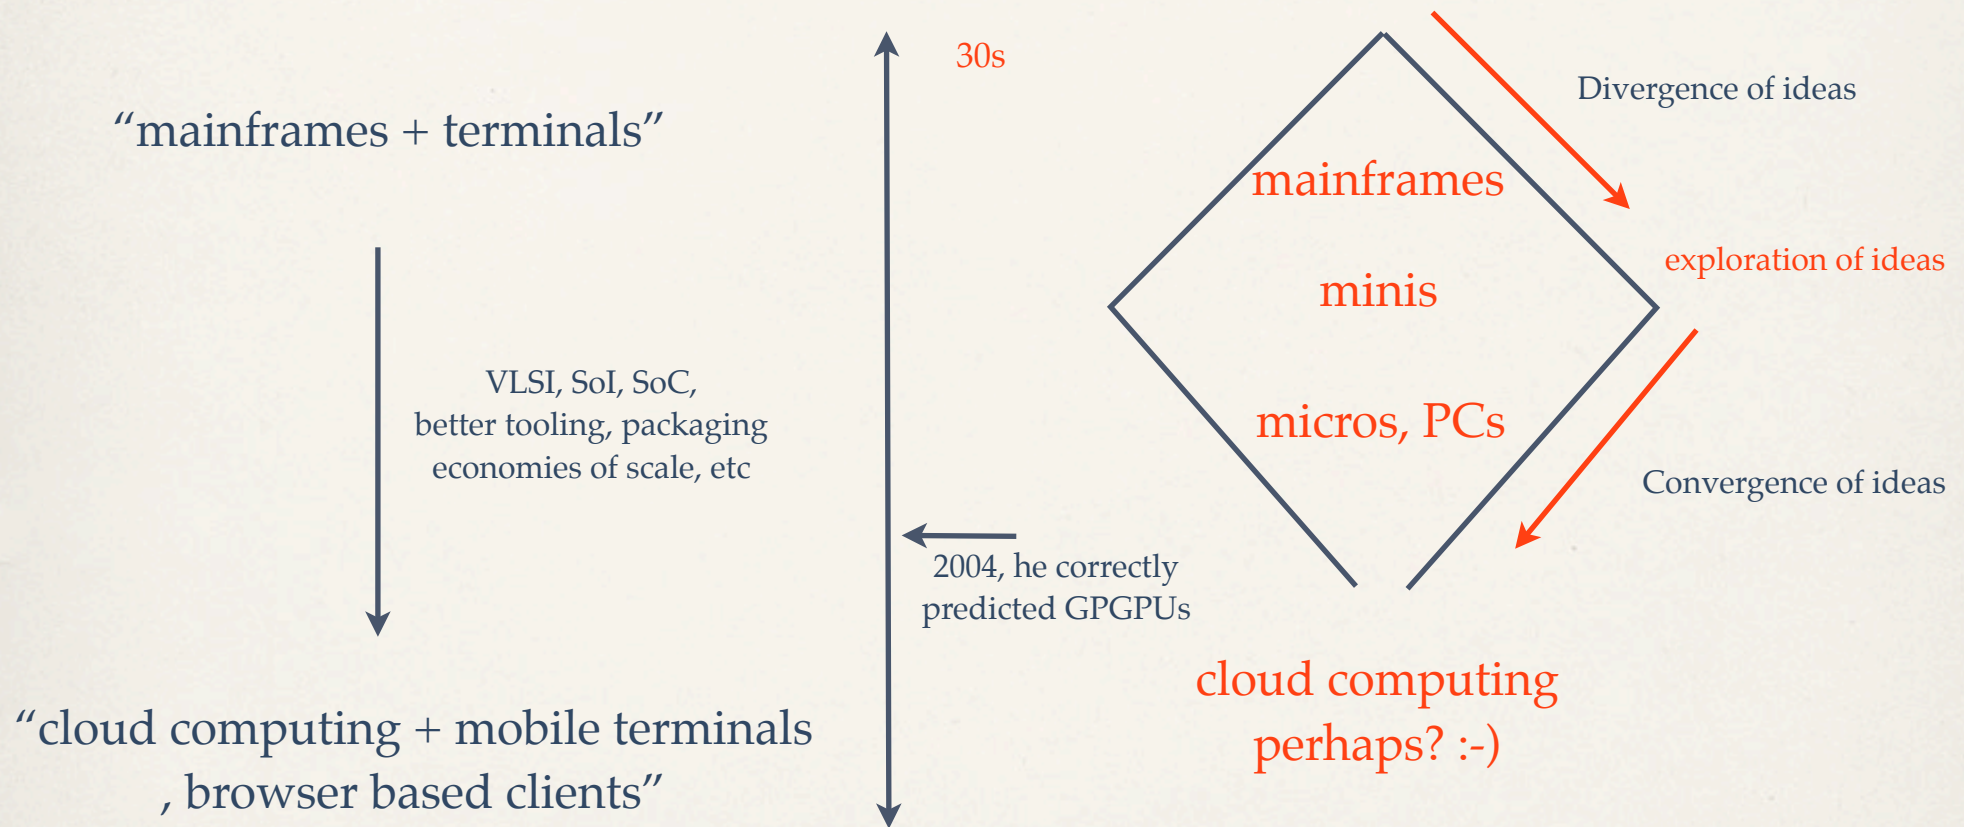 “mainframes + terminals”
VLSI, SoI, SoC,
better tooling, packaging
economies of scale, etc
“cloud computing + mobile terminals
, browser based clients”
30s
2004, he correctly
predicted GPGPUs
Divergence of ideas
mainframes
exploration of ideas
minis
micros, PCs
Convergence of ideas
cloud computing
perhaps? :-)